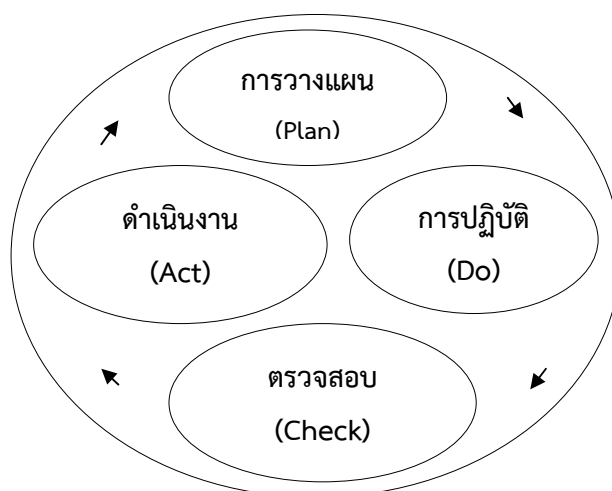 การวางแผน
(Plan)
ดำเนินงาน
(Act)
การปฏิบัติ
(Do)
ตรวจสอบ
(Check)